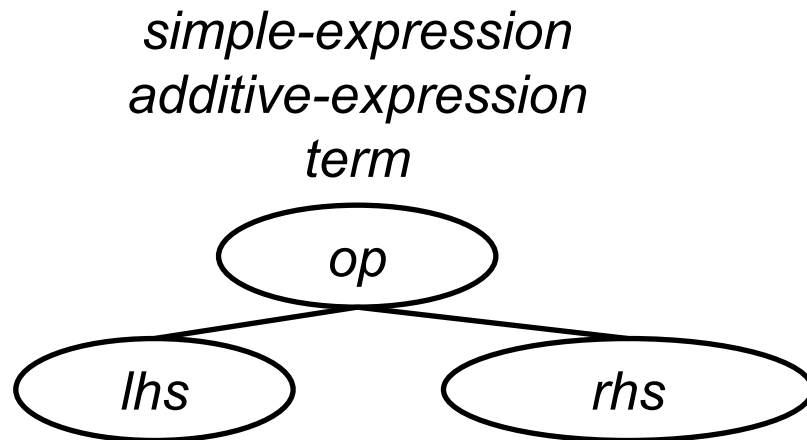 simple-expression
additive-expression
term
op
lhs rhs